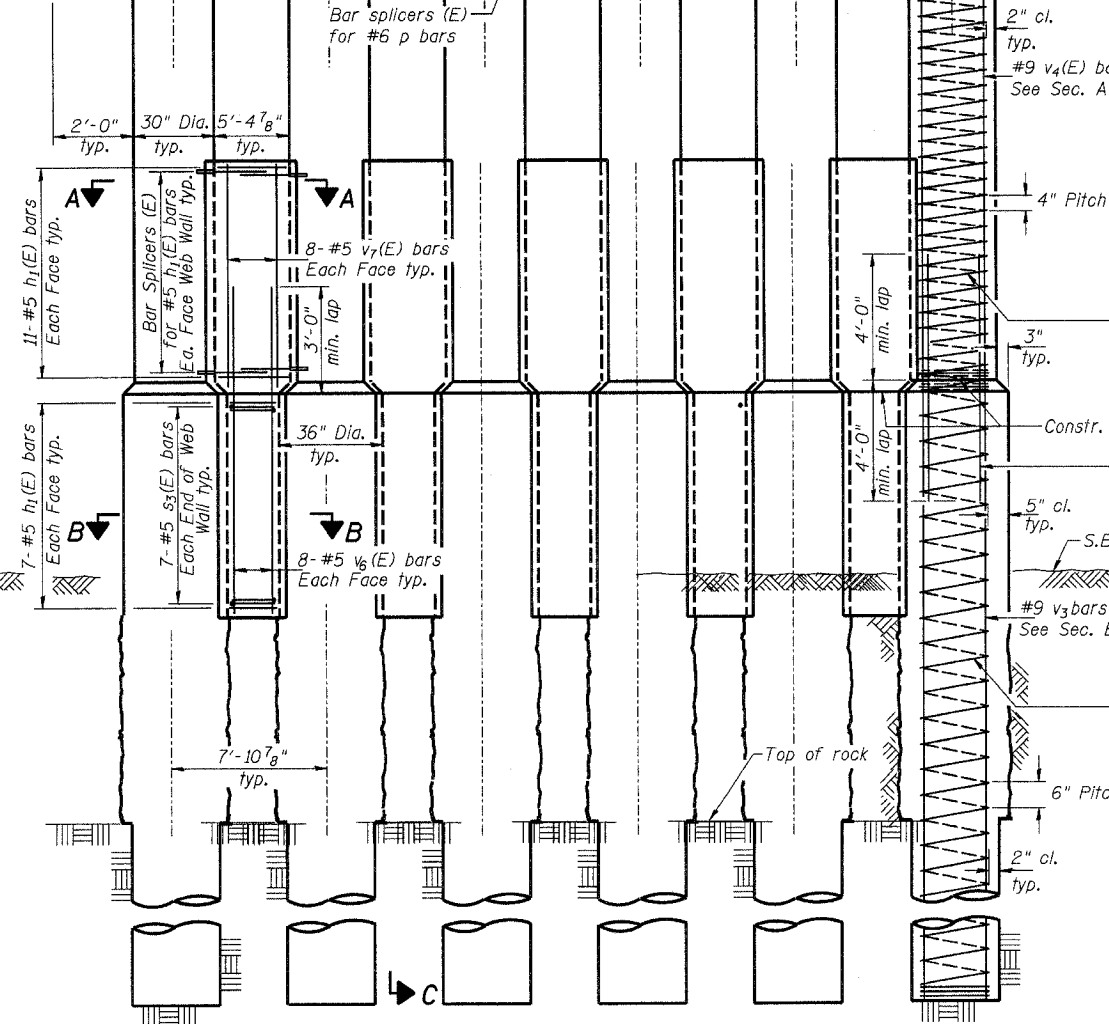 Bar splicers (E)
for #6 p bars
2" cl.
typ.
#9 v4(E) ba
See Sec. A
2'-0"
typ.
30" Dia.
typ.
5'-4 7/8"
typ.
A
A
11-#5 h1(E) bars
Each Face typ.
Bar Splicers (E)
for #5 h1(E) bars
Ea. Face Web Wall typ.
8-#5 v7(E) bars
Each Face typ.
3'-0"
min. lap
4" Pitch
4'-0"
min. lap
3"
typ.
Constr.
4'-0"
min. lap
36" Dia.
typ.
7-#5 h1(E) bars
Each Face typ.
7-#5 s3(E) bars
Each End of Web
Wall typ.
B
B
8-#5 v6(E) bars
Each Face typ.
5" cl.
typ.
S.E
#9 v3 bars
See Sec. B
7'-10 7/8"
typ.
Top of rock
6" Pitc
2" cl.
typ.
C